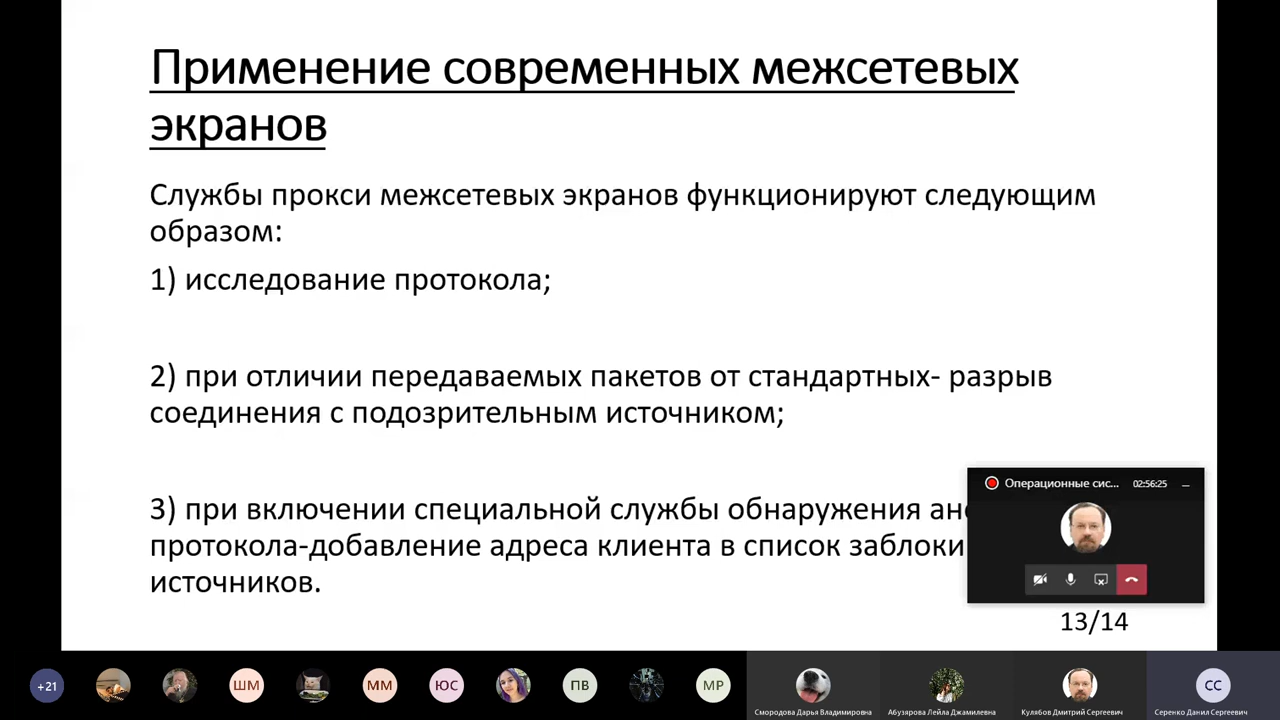 Применение современных межсетевых
экранов
Службы прокси межсетевых экранов функционируют следующим
образом:
1) исследование протокола;
2) при отличии передаваемых пакетов от стандартных- разрыв
соединения с подозрительным источником;
3) при включении специальной службы обнаружения
протокола-добавление адреса клиента в список
источников.
Операционные сис... 02:56:25
13/14
+21 ШМ ММ ЮС ПВ МР СС
Смородова Дарья Владимировна Абузярова Лейла Джамилевна Кулябов Дмитрий Сергеевич Серенко Данил Сергеевич